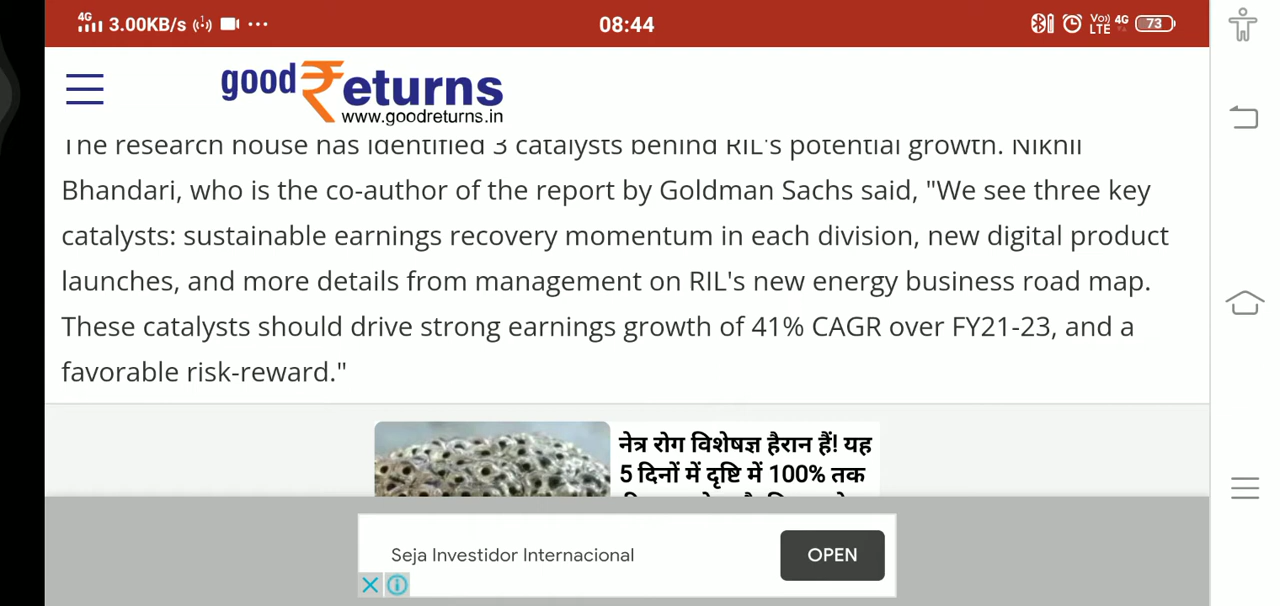 4G 3.00KB/s ... 08:44 Vo) LTE 4G 73
good₹eturns
www.goodreturns.in
The research house has identified 3 catalysts behind RIL's potential growth. Nikhil
Bhandari, who is the co-author of the report by Goldman Sachs said, "We see three key
catalysts: sustainable earnings recovery momentum in each division, new digital product
launches, and more details from management on RIL's new energy business road map.
These catalysts should drive strong earnings growth of 41% CAGR over FY21-23, and a
favorable risk-reward."
नेत्र रोग विशेषज्ञ हैरान हैं! यह
5 दिनों में दृष्टि में 100% तक
Seja Investidor Internacional
OPEN